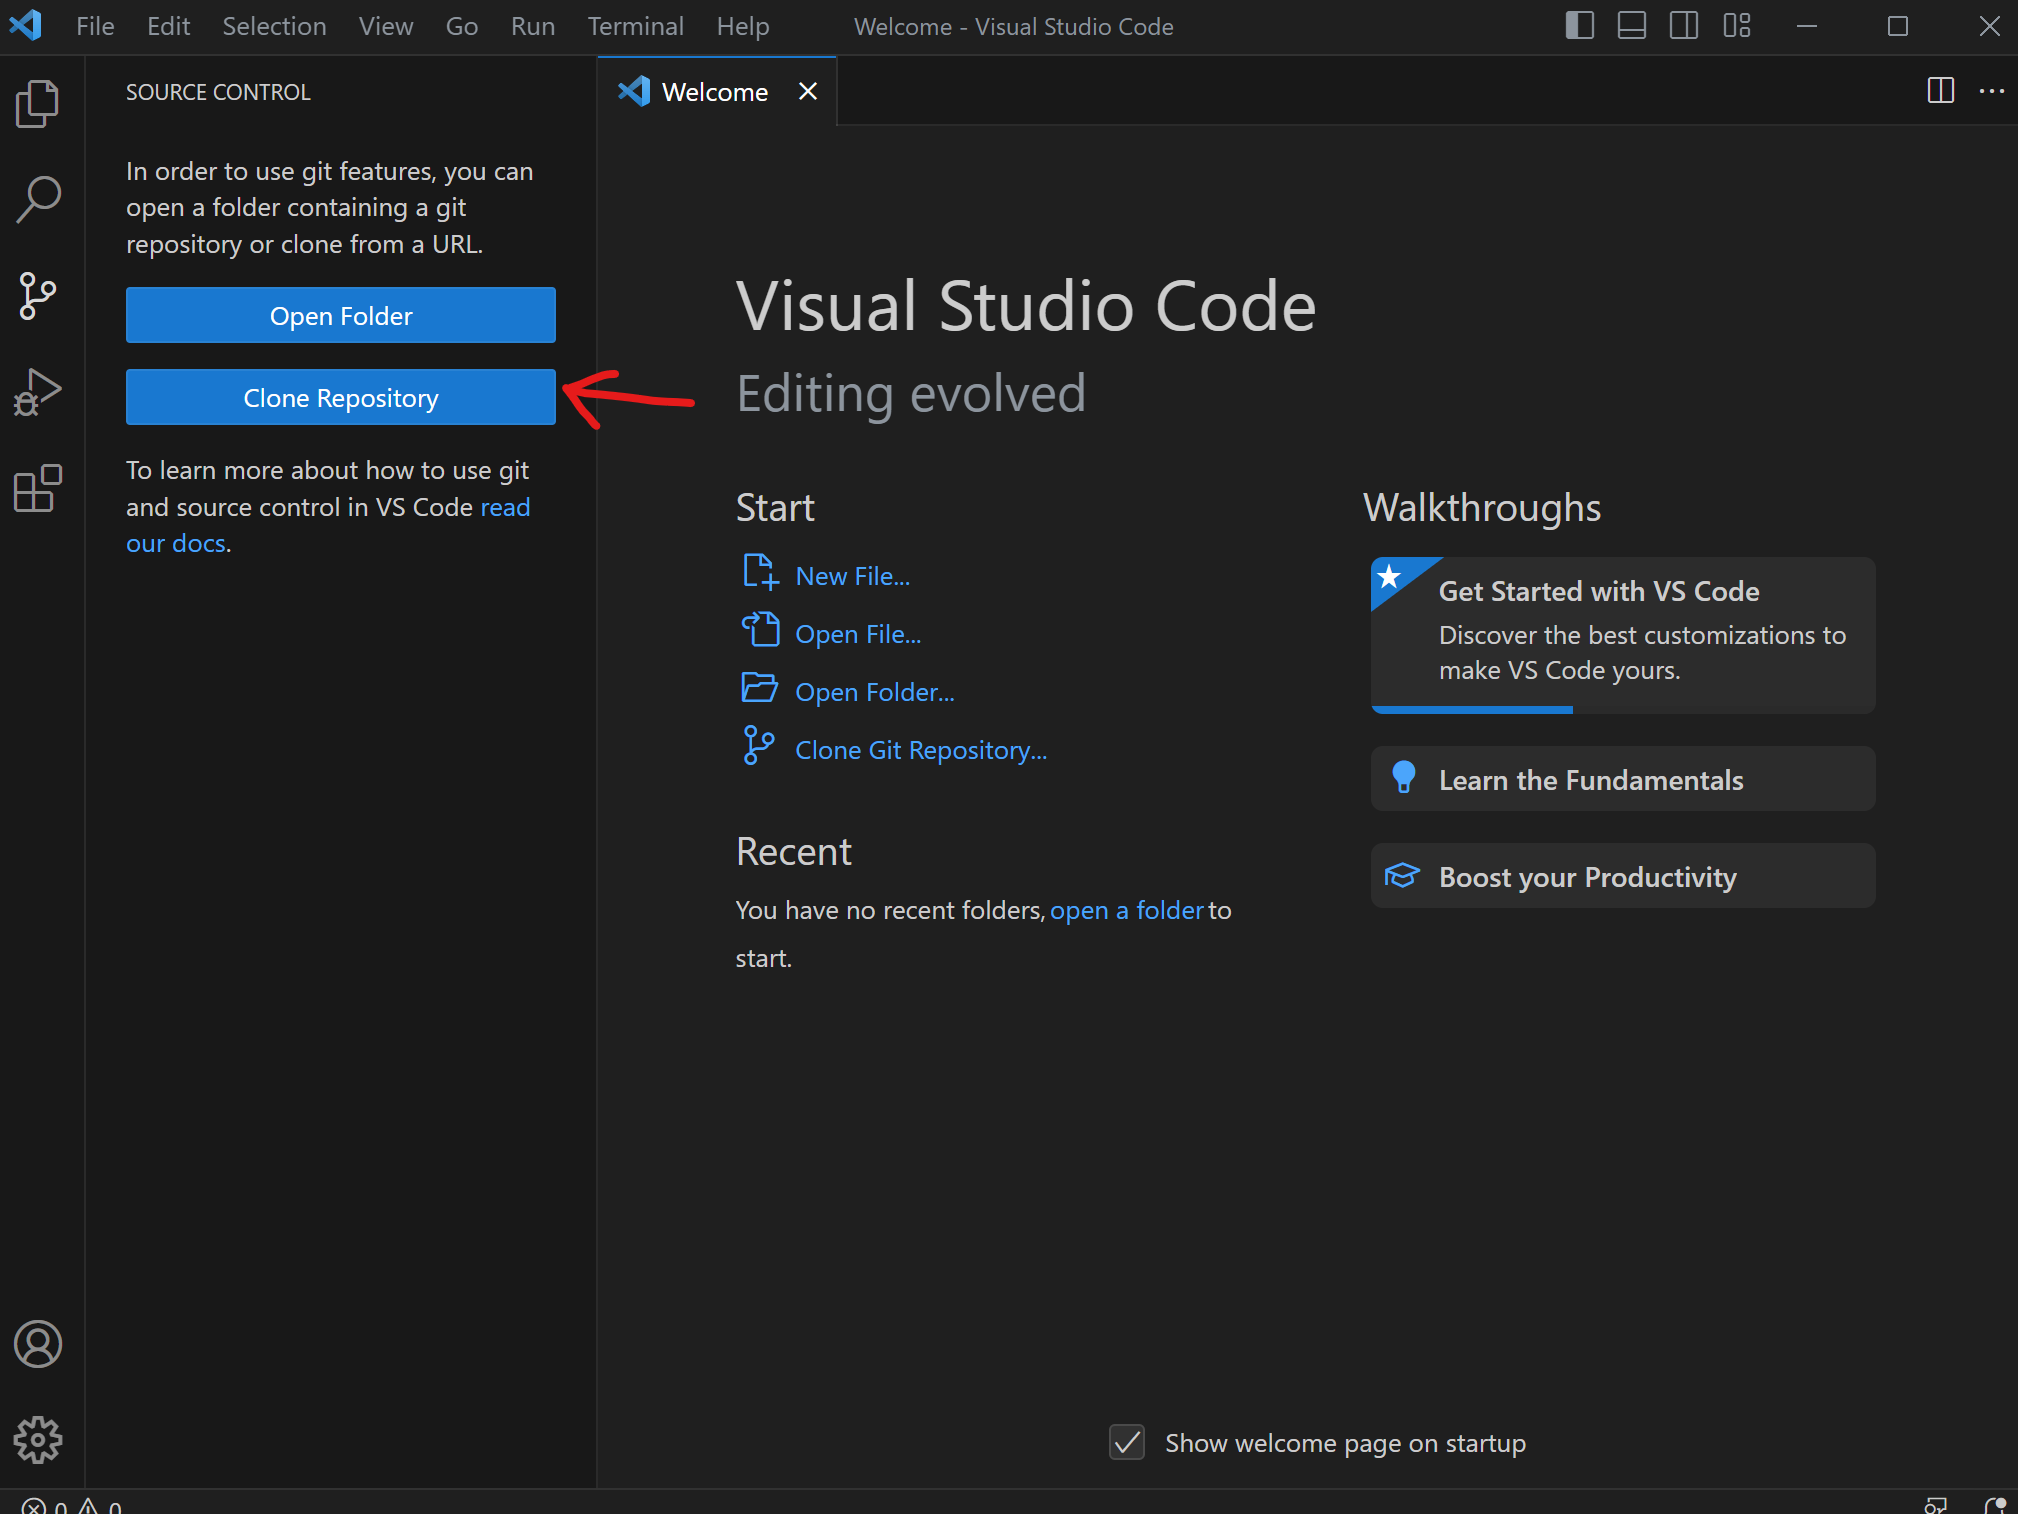 File Edit Selection View Go Run Terminal Help Welcome - Visual Studio Code
SOURCE CONTROL
In order to use git features, you can
open a folder containing a git
repository or clone from a URL.
Open Folder
Clone Repository
To learn more about how to use git
and source control in VS Code read
our docs.
Welcome
Visual Studio Code
Editing evolved
Start
New File...
Open File...
Open Folder...
Clone Git Repository...
Recent
You have no recent folders, open a folder to
start.
Walkthroughs
Get Started with VS Code
Discover the best customizations to
make VS Code yours.
Learn the Fundamentals
Boost your Productivity
Show welcome page on startup
0 0